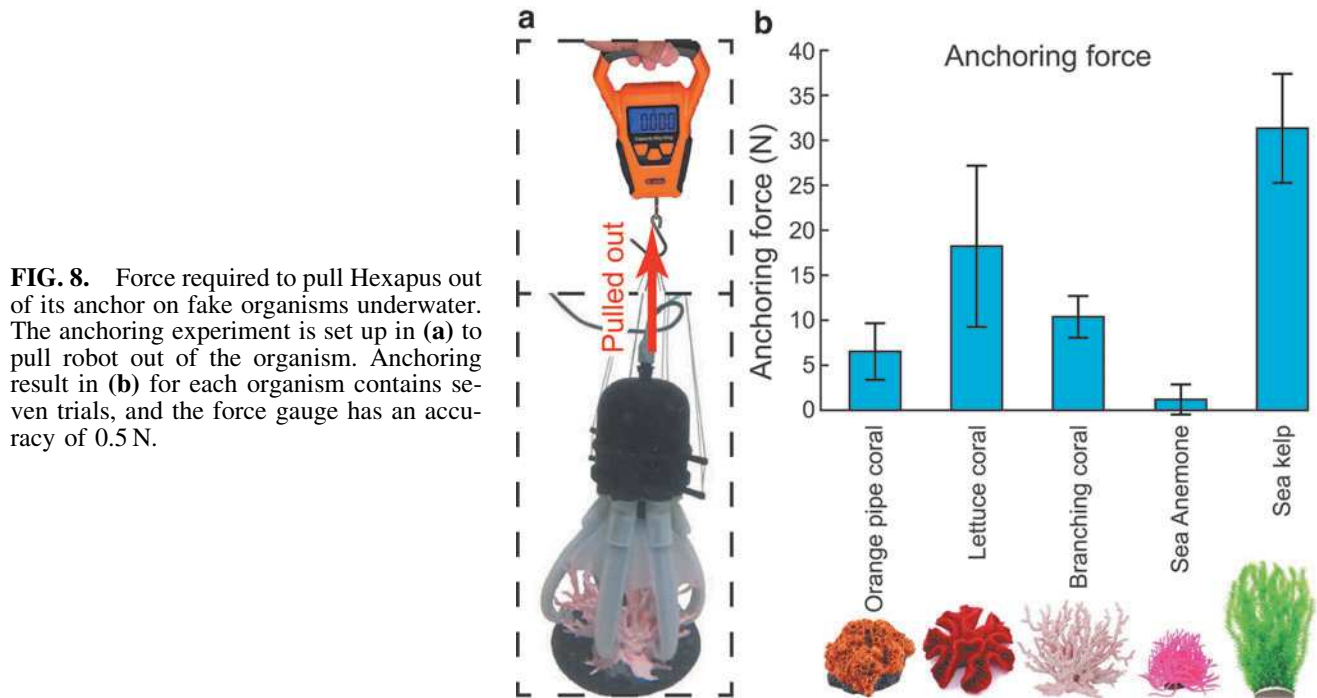 FIG. 8. Force required to pull Hexapus out
of its anchor on fake organisms underwater.
The anchoring experiment is set up in (a) to
pull robot out of the organism. Anchoring
result in (b) for each organism contains se-
ven trials, and the force gauge has an accu-
racy of 0.5 N.
a
0.000
Pulled out
b
Anchoring force
Anchoring force (N)
40
35
30
25
20
15
10
5
0
Orange pipe coral
Lettuce coral
Branching coral
Sea Anemone
Sea kelp